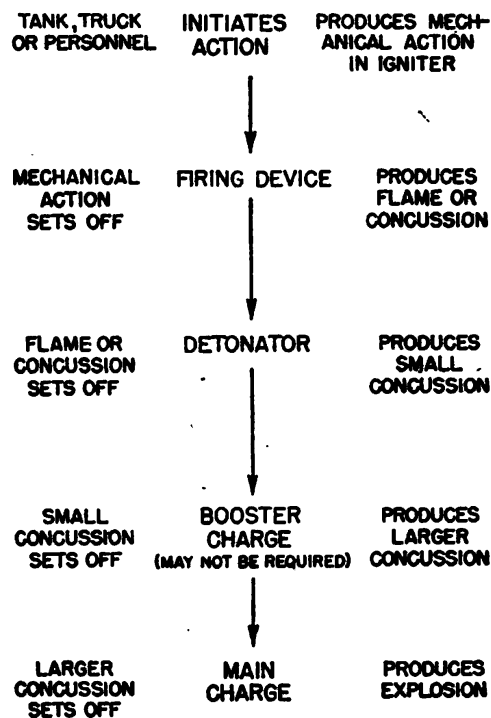 TANK, TRUCK
OR PERSONNEL
INITIATES
ACTION
PRODUCES MECH-
ANICAL ACTION
IN IGNITER
MECHANICAL
ACTION
SETS OFF
FIRING DEVICE
PRODUCES
FLAME OR
CONCUSSION
FLAME OR
CONCUSSION
SETS OFF
DETONATOR
PRODUCES
SMALL
CONCUSSION
SMALL
CONCUSSION
SETS OFF
BOOSTER
CHARGE
(MAY NOT BE REQUIRED)
PRODUCES
LARGER
CONCUSSION
LARGER
CONCUSSION
SETS OFF
MAIN
CHARGE
PRODUCES
EXPLOSION